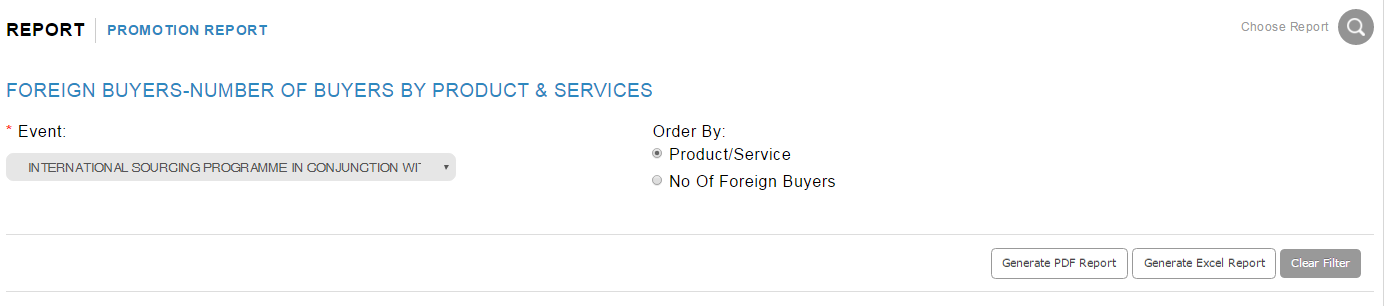 REPORT PROMOTION REPORT Choose Report
FOREIGN BUYERS-NUMBER OF BUYERS BY PRODUCT & SERVICES
* Event: Order By:
INTERNATIONAL SOURCING PROGRAMME IN CONJUNCTION Product/Service
No Of Foreign Buyers
Generate PDF Report Generate Excel Report Clear Filter